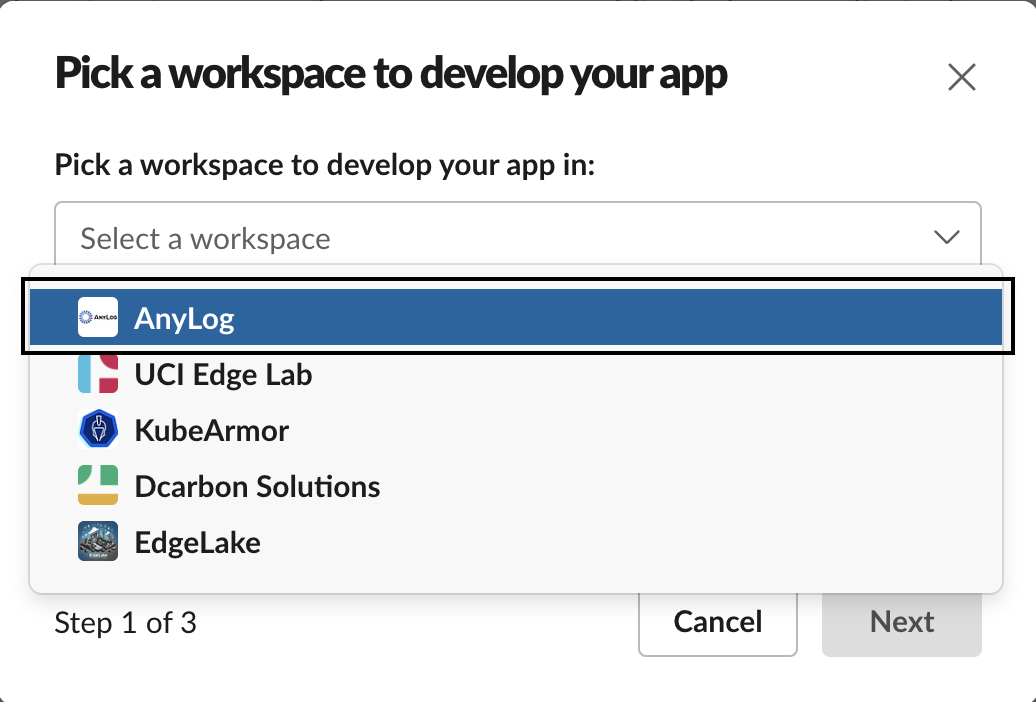 Pick a workspace to develop your app
Pick a workspace to develop your app in:
Select a workspace
ANYLOG AnyLog
UCI Edge Lab
KubeArmor
Dcarbon Solutions
EdgeLake
Step 1 of 3
Cancel
Next